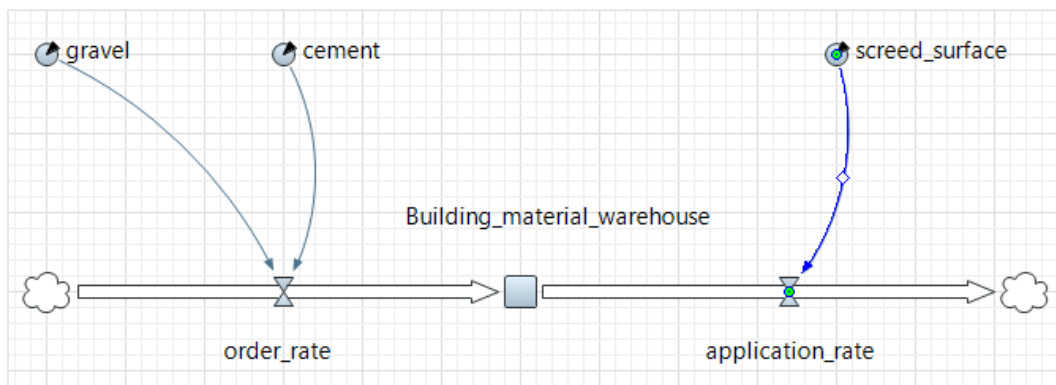 gravel
cement
screed_surface
Building_material_warehouse
order_rate
application_rate